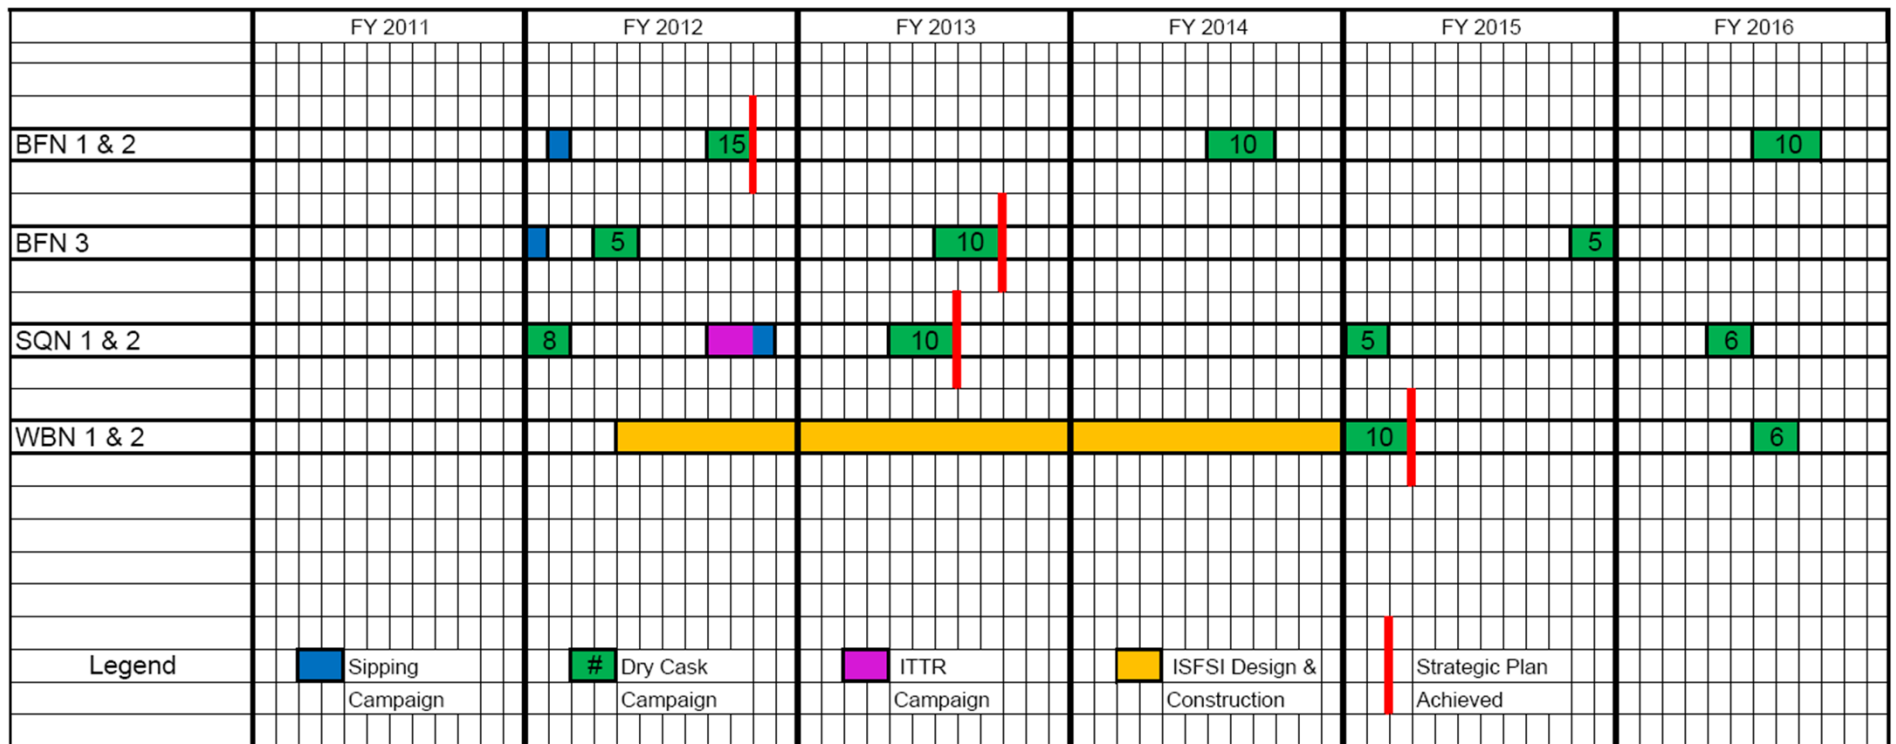 FY 2011 FY 2012 FY 2013 FY 2014 FY 2015 FY 2016
BFN 1 & 2 15 10 10
BFN 3 5 10 5
SQN 1 & 2 8 10 5 6
WBN 1 & 2 10 6
Legend Sipping # Dry Cask ITTR ISFSI Design & Strategic Plan
Campaign Campaign Campaign Construction Achieved